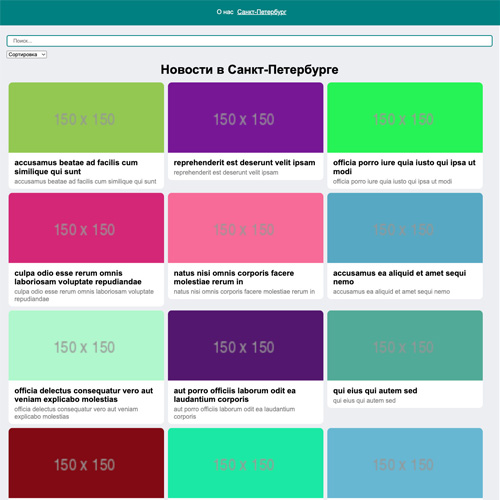 О нас Санкт-Петербург
Поиск...
Сортировка
Новости в Санкт-Петербурге
150 x 150 150 x 150 150 x 150
accusamus beatae ad facilis cum
similique qui sunt
accusamus beatae ad facilis cum similique qui sunt
reprehenderit est deserunt velit ipsam
reprehenderit est deserunt velit ipsam
officia porro iure quia iusto qui ipsa ut
modi
officia porro iure quia iusto qui ipsa ut modi
150 x 150 150 x 150 150 x 150
culpa odio esse rerum omnis
laboriosam voluptate repudiandae
culpa odio esse rerum omnis laboriosam voluptate
repudiandae
natus nisi omnis corporis facere
molestiae rerum in
natus nisi omnis corporis facere molestiae rerum in
accusamus ea aliquid et amet sequi
nemo
accusamus ea aliquid et amet sequi nemo
150 x 150 150 x 150 150 x 150
officia delectus consequatur vero aut
veniam explicabo molestias
officia delectus consequatur vero aut veniam
explicabo molestias
aut porro officiis laborum odit ea
laudantium corporis
aut porro officiis laborum odit ea laudantium
corporis
qui eius qui autem sed
qui eius qui autem sed
150 x 150 150 x 150 150 x 150